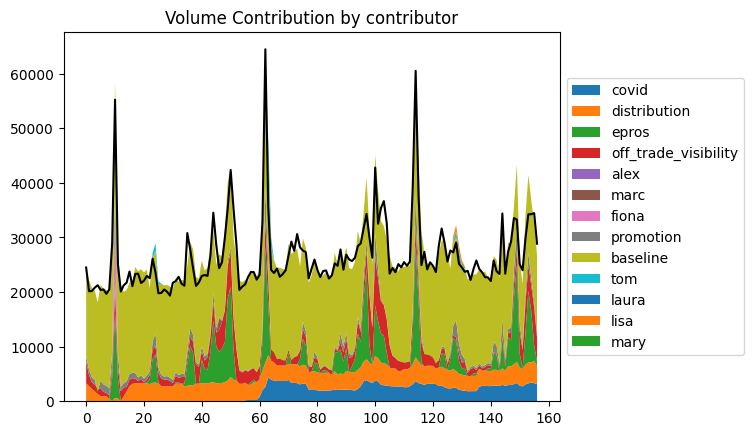 Volume Contribution by contributor
60000
50000
40000
30000
20000
10000
0
0 20 40 60 80 100 120 140 160
covid
distribution
epros
off_trade_visibility
alex
marc
fiona
promotion
baseline
tom
laura
lisa
mary